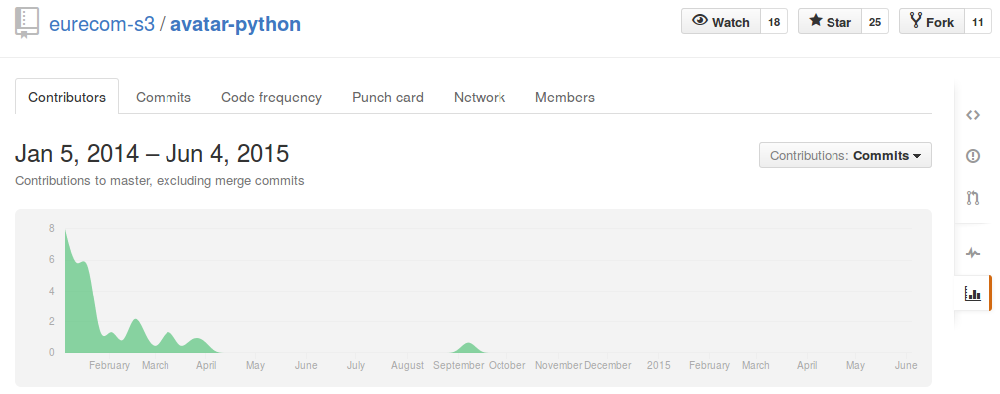 eurecom-s3 / avatar-python
Watch 18 Star 25 Fork 11
Contributors Commits Code frequency Punch card Network Members
Jan 5, 2014 – Jun 4, 2015
Contributions: Commits
Contributions to master, excluding merge commits
8
6
4
2
0
February March April May June July August September October November December 2015 February March April May June